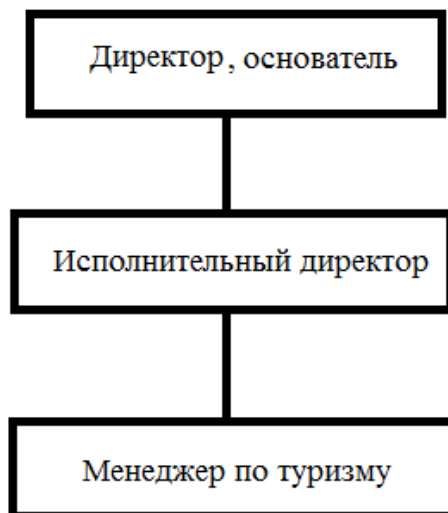 Директор, основатель
Исполнительный директор
Менеджер по туризму